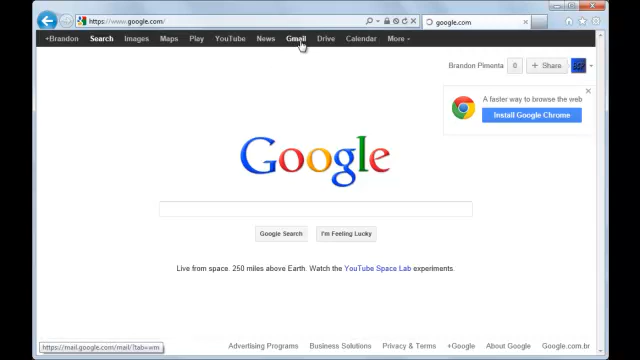 https://www.google.com/
google.com
+Brandon Search Images Maps Play YouTube News Gmail Drive Calendar More
Brandon Pimenta 0 + Share
A faster way to browse the web
Install Google Chrome
Google
Google Search I'm Feeling Lucky
Live from space. 250 miles above Earth. Watch the YouTube Space Lab experiments.
https://mail.google.com/mail/?tab=wm
Advertising Programs Business Solutions Privacy & Terms +Google About Google Google.com.br